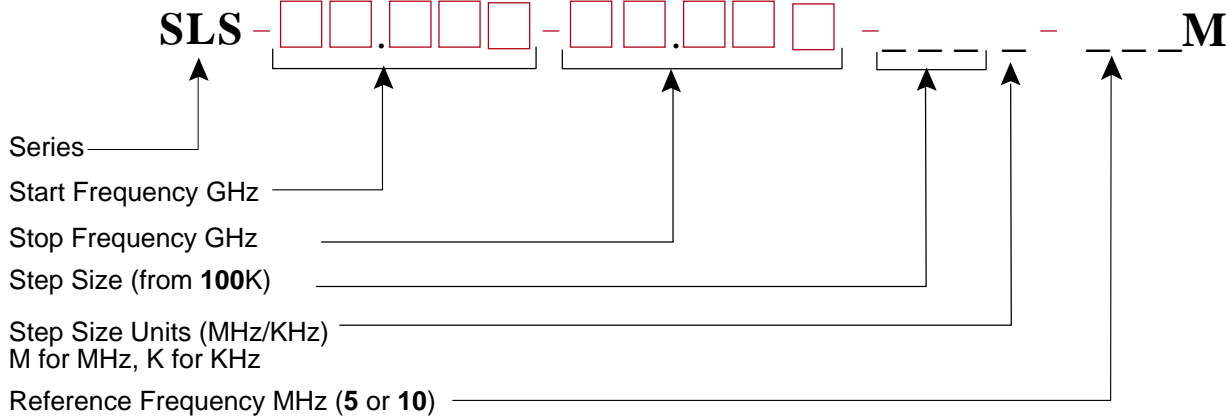 SLS - . - . - _ _ _ _ - _ _ _ M
Series
Start Frequency GHz
Stop Frequency GHz
Step Size (from 100K)
Step Size Units (MHz/KHz)
M for MHz, K for KHz
Reference Frequency MHz (5 or 10)